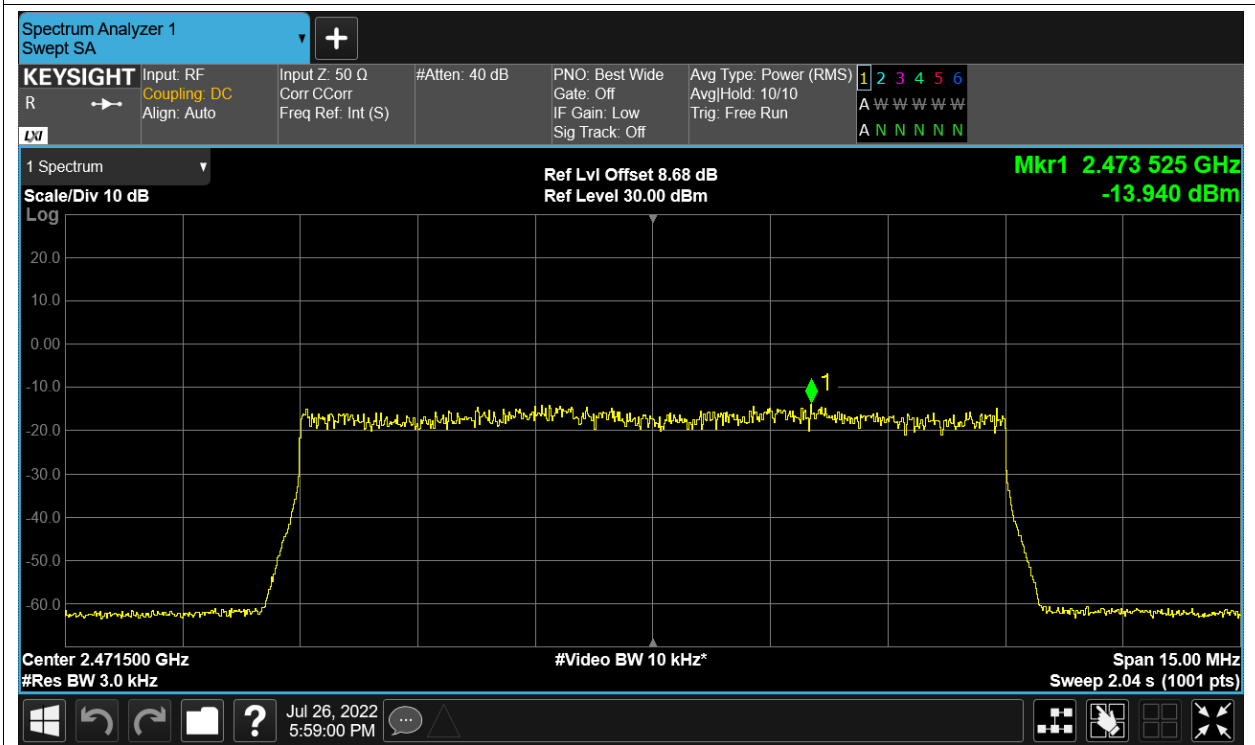 Spectrum Analyzer 1
Swept SA
+
KEYSIGHT
R
LXI
Input: RF
Coupling: DC
Align: Auto
Input Z: 50 Ω
Corr CCorr
Freq Ref: Int (S)
#Atten: 40 dB
PNO: Best Wide
Gate: Off
IF Gain: Low
Sig Track: Off
Avg Type: Power (RMS)
Avg|Hold: 10/10
Trig: Free Run
1 2 3 4 5 6
A W W W W W
A N N N N N
1 Spectrum
Scale/Div 10 dB
Log
Ref Lvl Offset 8.68 dB
Ref Level 30.00 dBm
Mkr1 2.473 525 GHz
-13.940 dBm
20.0
10.0
0.00
-10.0
-20.0
-30.0
-40.0
-50.0
-60.0
1
Center 2.471500 GHz
#Res BW 3.0 kHz
#Video BW 10 kHz*
Span 15.00 MHz
Sweep 2.04 s (1001 pts)
?
Jul 26, 2022
5:59:00 PM